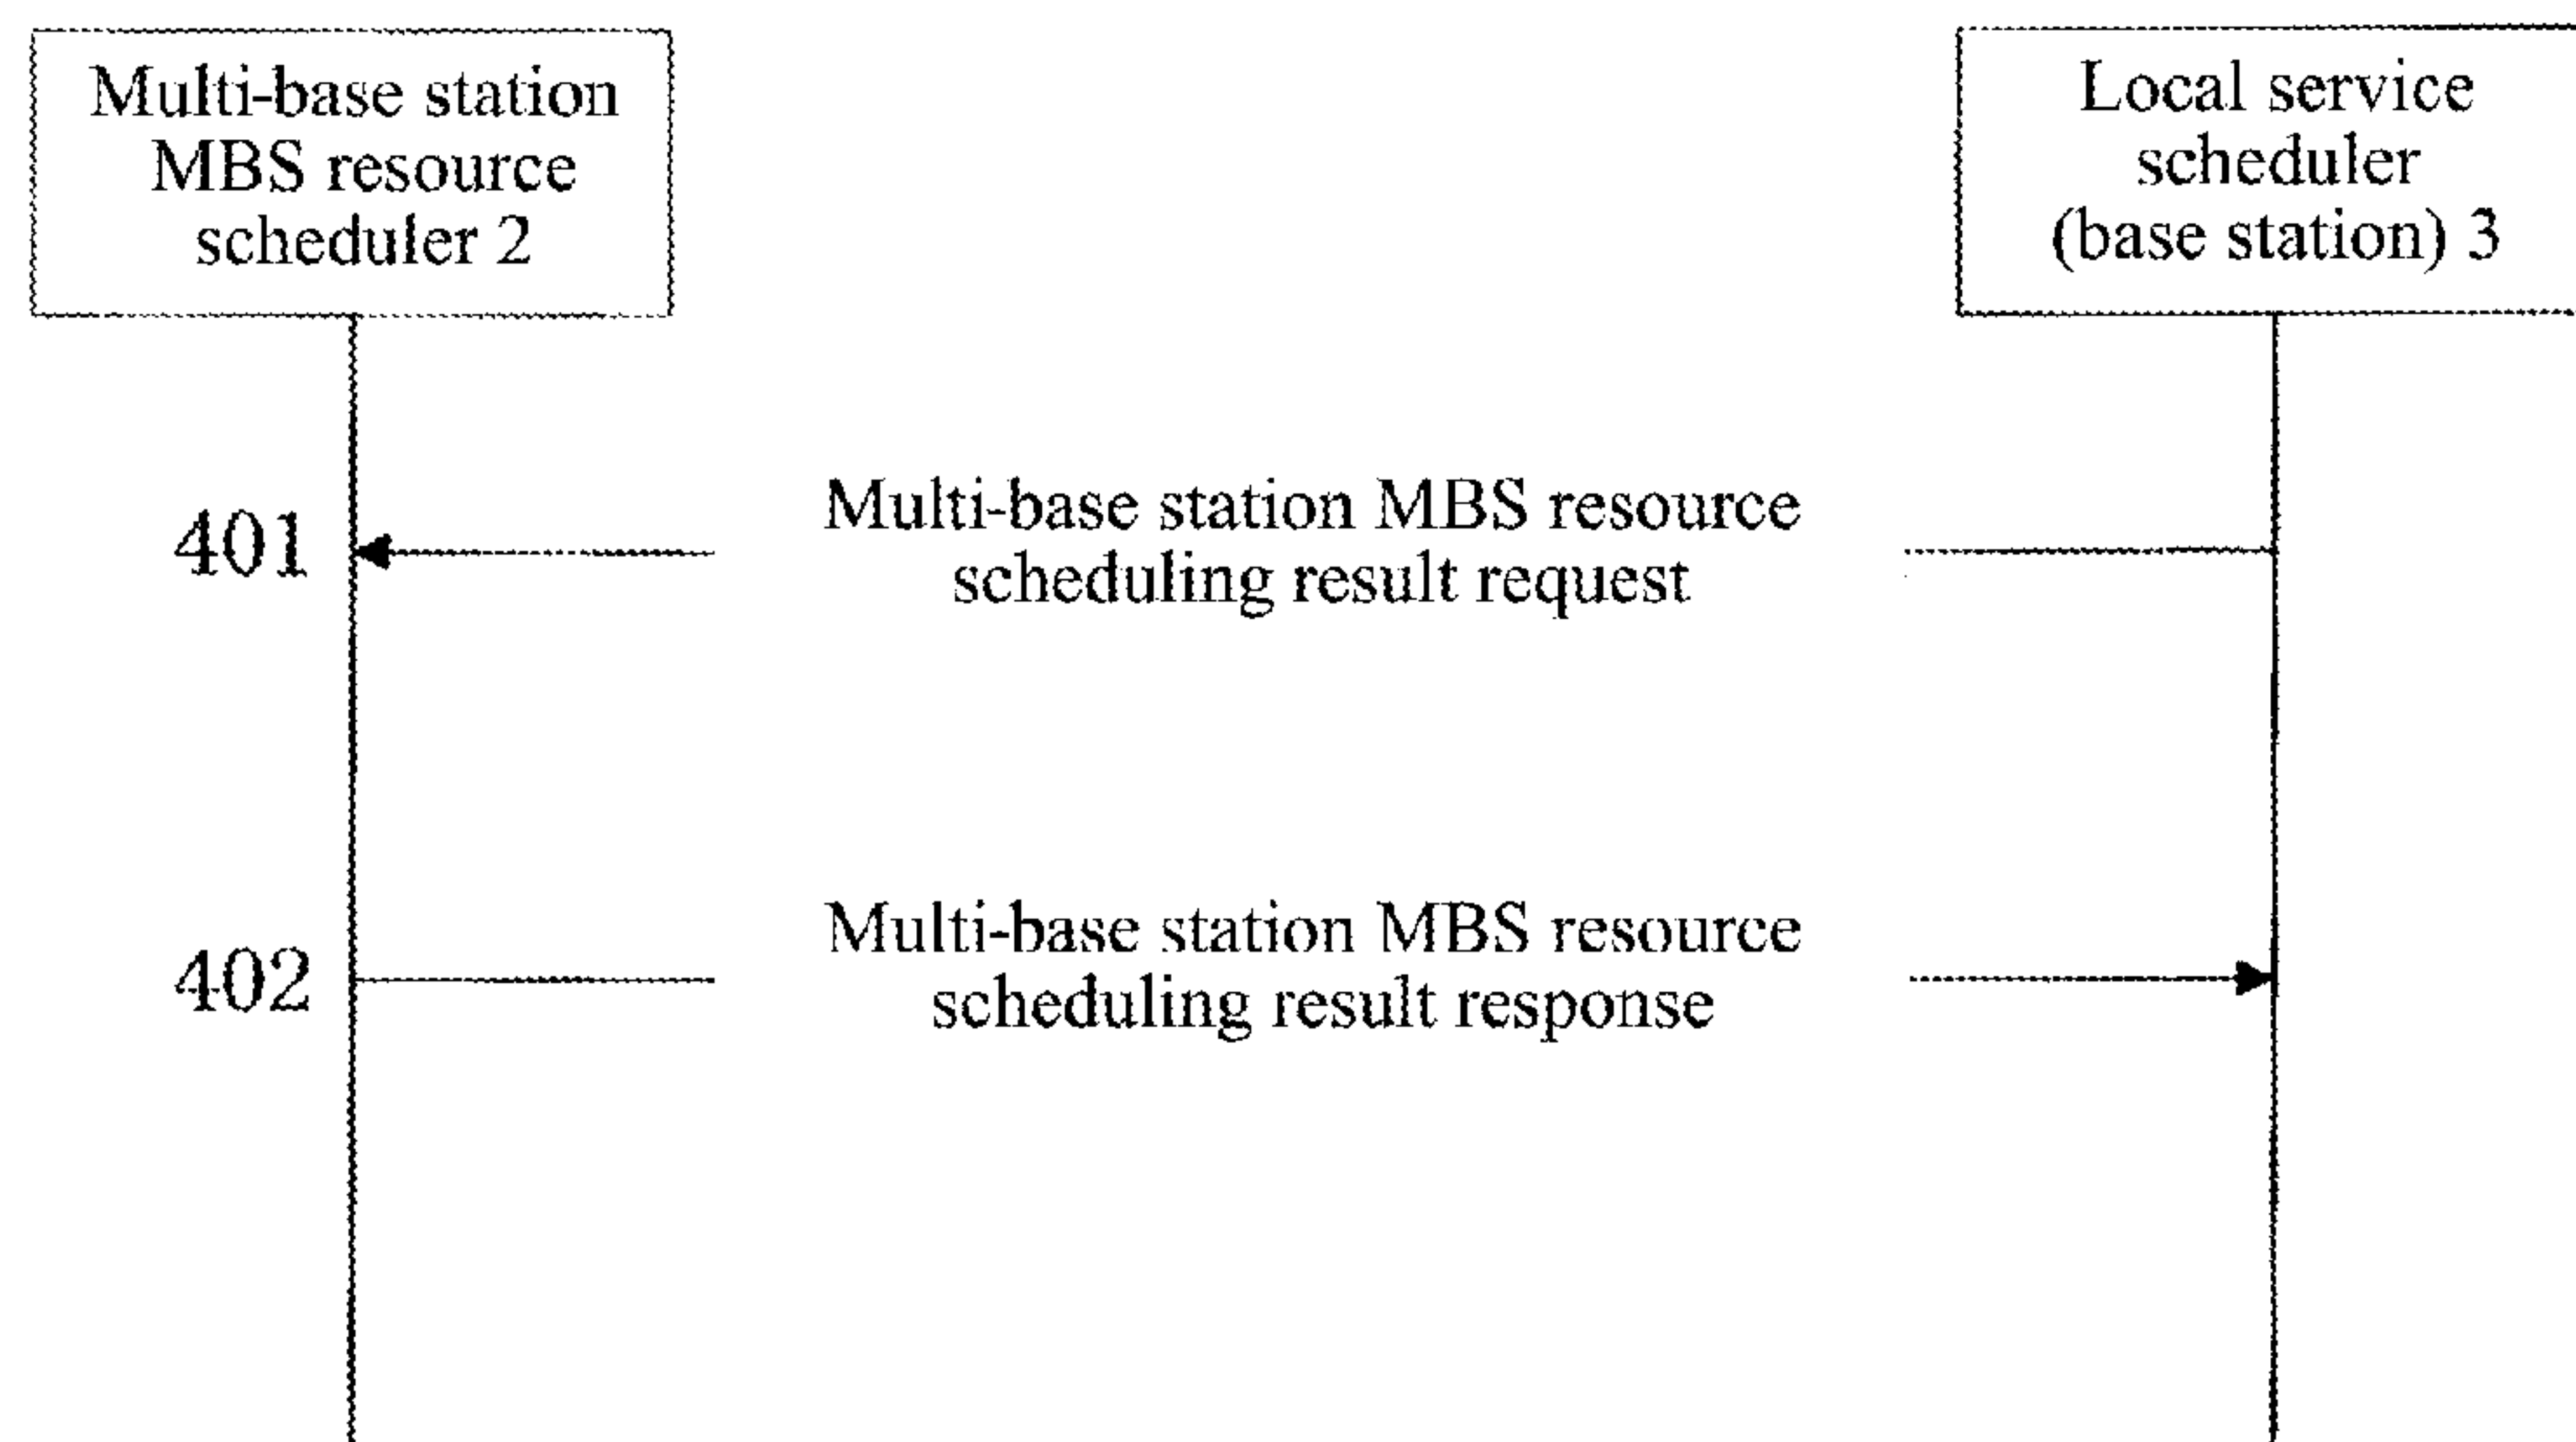 Multi-base station
MBS resource
scheduler 2
Local service
scheduler
(base station) 3
401
Multi-base station MBS resource
scheduling result request
402
Multi-base station MBS resource
scheduling result response